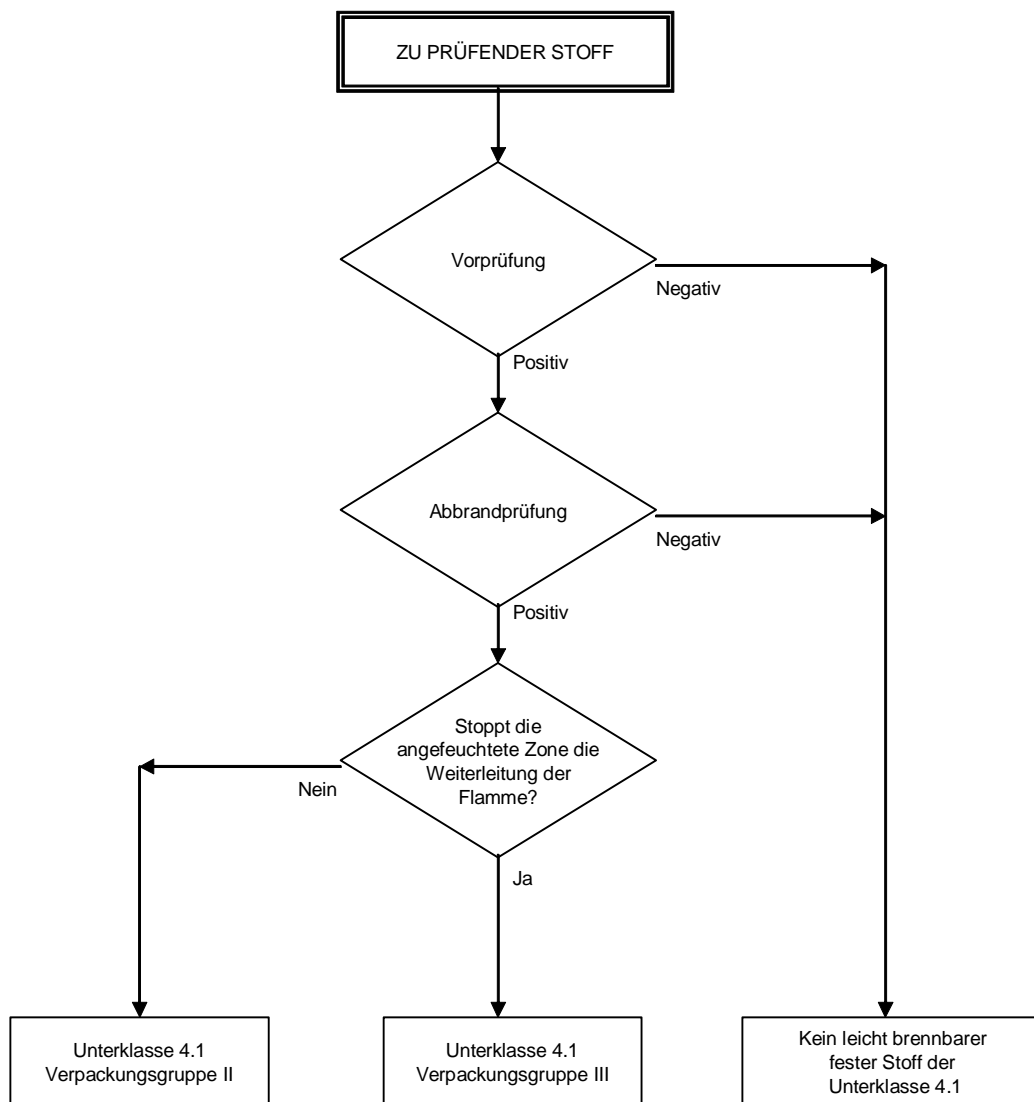 ZU PRÜFENDER STOFF
Vorprüfung
Negativ
Positiv
Abbrandprüfung
Negativ
Positiv
Stoppt die
angefeuchtete Zone die
Weiterleitung der
Flamme?
Nein
Ja
Unterklasse 4.1
Verpackungsgruppe II
Unterklasse 4.1
Verpackungsgruppe III
Kein leicht brennbarer
fester Stoff der
Unterklasse 4.1